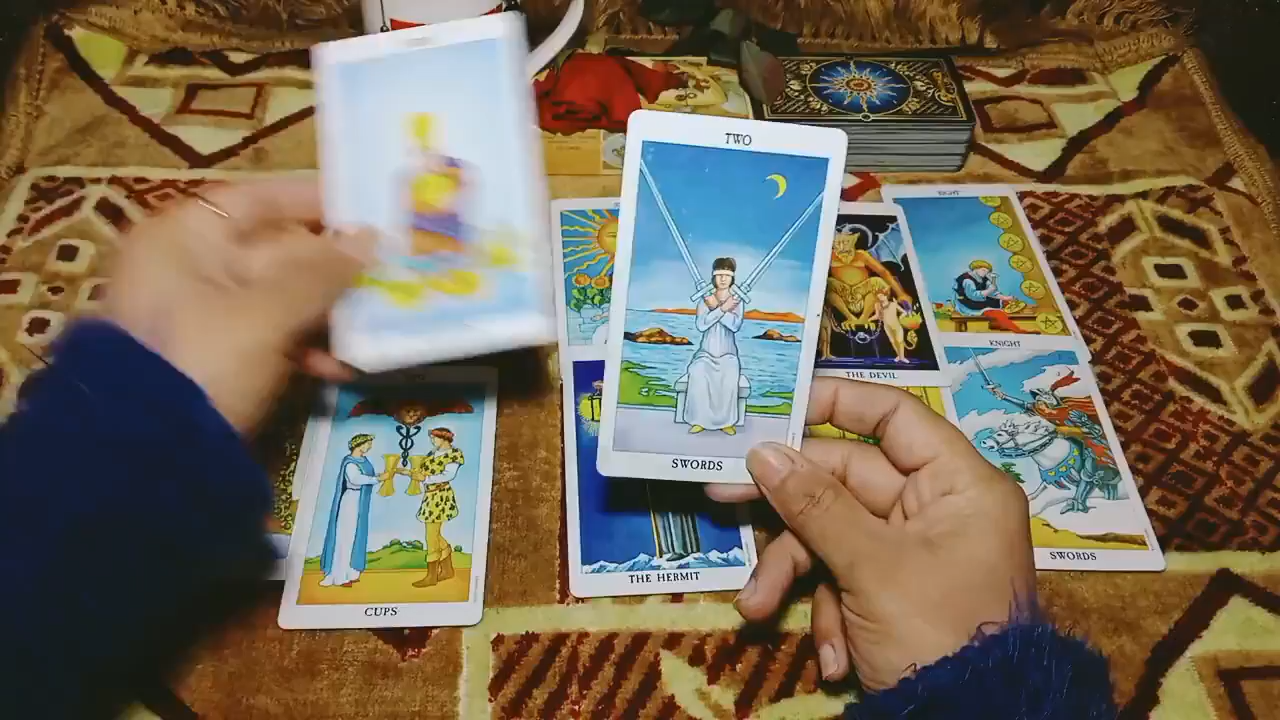 TWO
SWORDS
EIGHT
THE DEVIL
KNIGHT
SWORDS
THE HERMIT
CUPS